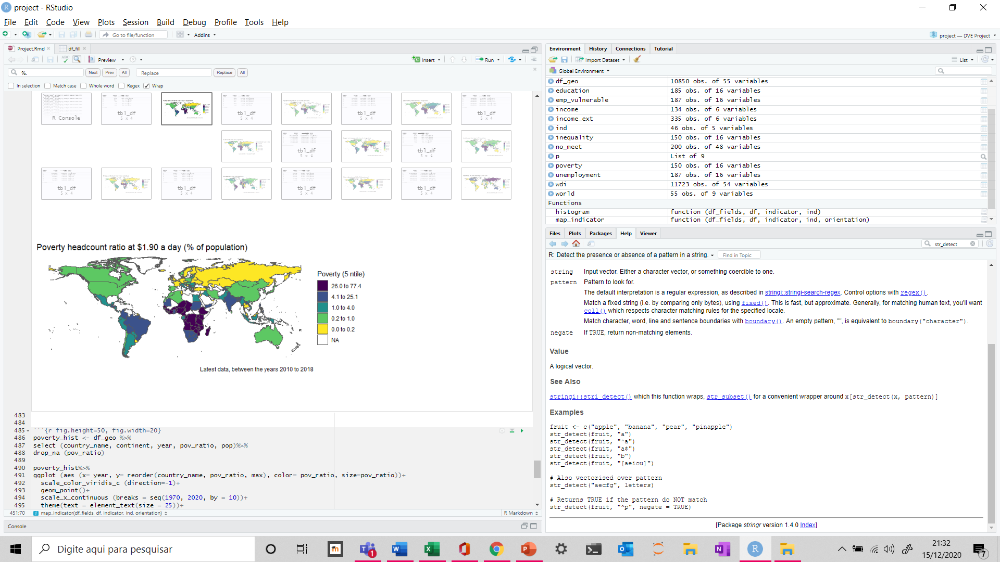 project - RStudio
File Edit Code View Plots Session Build Debug Profile Tools Help
Go to file/function Addins
project — DVE Project
Project.Rmd df_fill
Preview Insert Run
%. Next Prev All Replace Replace All
In selection Match case Whole word Regex Wrap
R Console
tbl_df
5 x 4
tbl_df
5 x 4
tbl_df
5 x 4
tbl_df
5 x 4
tbl_df
5 x 4
tbl_df
5 x 4
tbl_df
5 x 4
tbl_df
5 x 4
tbl_df
5 x 4
tbl_df
5 x 4
Poverty headcount ratio at $1.90 a day (% of population)
Poverty (5 ntile)
26.0 to 77.4
4.1 to 25.1
1.0 to 4.0
0.2 to 1.0
0.0 to 0.2
NA
Latest data, between the years 2010 to 2018
483
484
485 ```{r fig.height=50, fig.width=20}
486 poverty_hist <- df_geo %>%
487 select (country_name, continent, year, pov_ratio, pop)%>%
488 drop_na (pov_ratio)
489
490 poverty_hist%>%
491 ggplot (aes (x= year, y= reorder(country_name, pov_ratio, max), color= pov_ratio, size=pov_ratio))+
492 scale_color_viridis_c (direction=-1)+
493 geom_point()+
494 scale_x_continuous (breaks = seq(1970, 2020, by = 10))+
495 theme(text = element_text(size = 25))+
451:70 map_indicator(df_fields, df, indicator, ind, orientation) R Markdown
Console
Environment History Connections Tutorial
Import Dataset List
Global Environment
df_geo 10850 obs. of 55 variables
education 185 obs. of 16 variables
emp_vulnerable 187 obs. of 16 variables
income 134 obs. of 6 variables
income_ext 335 obs. of 6 variables
ind 46 obs. of 5 variables
inequality 150 obs. of 16 variables
no_meet 200 obs. of 48 variables
p List of 9
poverty 150 obs. of 16 variables
unemployment 187 obs. of 16 variables
wdi 11723 obs. of 54 variables
world 55 obs. of 9 variables
Functions
histogram function (df_fields, df, indicator, ind)
map_indicator function (df_fields, df, indicator, ind, orientation)
Files Plots Packages Help Viewer
str_detect
R: Detect the presence or absence of a pattern in a string. Find in Topic
string Input vector. Either a character vector, or something coercible to one.
pattern Pattern to look for.
The default interpretation is a regular expression, as described in stringi::stringi-search-regex. Control options with regex().
Match a fixed string (i.e. by comparing only bytes), using fixed(). This is fast, but approximate. Generally, for matching human text, you'll want
coll() which respects character matching rules for the specified locale.
Match character, word, line and sentence boundaries with boundary(). An empty pattern, "", is equivalent to boundary("character").
negate If TRUE, return non-matching elements.
Value
A logical vector.
See Also
stringi::stri_detect() which this function wraps, str_subset() for a convenient wrapper around x[str_detect(x, pattern)]
Examples
fruit <- c("apple", "banana", "pear", "pinapple")
str_detect(fruit, "a")
str_detect(fruit, "^a")
str_detect(fruit, "a$")
str_detect(fruit, "b")
str_detect(fruit, "[aeiou]")
# Also vectorised over pattern
str_detect("aecfg", letters)
# Returns TRUE if the pattern do NOT match
str_detect(fruit, "^p", negate = TRUE)
[Package stringr version 1.4.0 Index]
Digite aqui para pesquisar
21:32
15/12/2020
7